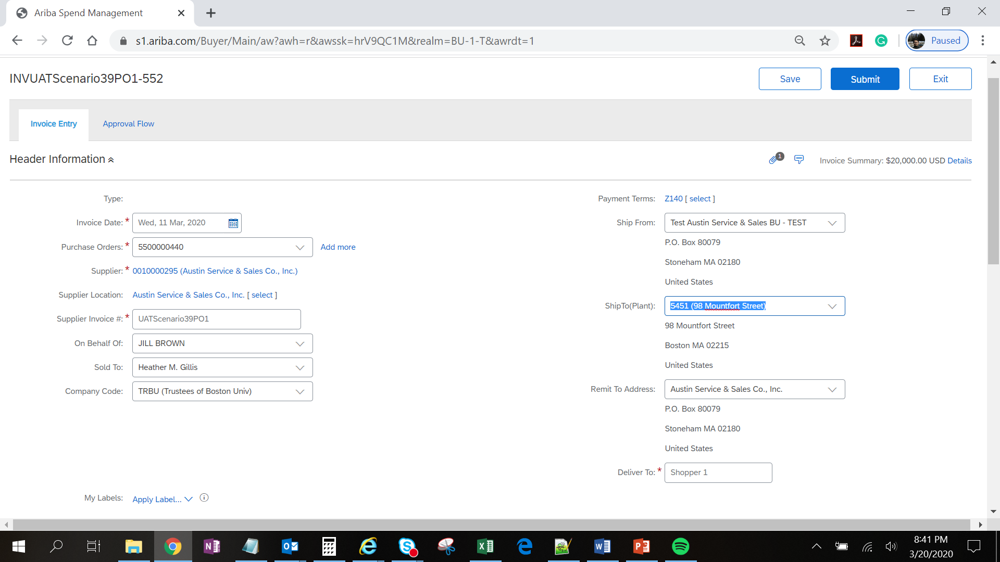 Ariba Spend Management
s1.ariba.com/Buyer/Main/aw?awh=r&awssk=hrV9QC1M&realm=BU-1-T&awrdt=1
Paused
INVUATScenario39PO1-552
Save
Submit
Exit
Invoice Entry
Approval Flow
Header Information
1
Invoice Summary: $20,000.00 USD Details
Type:
Invoice Date: * Wed, 11 Mar, 2020
Purchase Orders: * 5500000440 Add more
Supplier: * 0010000295 (Austin Service & Sales Co., Inc.)
Supplier Location: Austin Service & Sales Co., Inc. [ select ]
Supplier Invoice #: * UATScenario39PO1
On Behalf Of: JILL BROWN
Sold To: Heather M. Gillis
Company Code: TRBU (Trustees of Boston Univ)
My Labels: Apply Label...
Payment Terms: Z140 [ select ]
Ship From: Test Austin Service & Sales BU - TEST
P.O. Box 80079
Stoneham MA 02180
United States
ShipTo(Plant): 5451 (98 Mountfort Street)
98 Mountfort Street
Boston MA 02215
United States
Remit To Address: Austin Service & Sales Co., Inc.
P.O. Box 80079
Stoneham MA 02180
United States
Deliver To: * Shopper 1
8:41 PM
3/20/2020